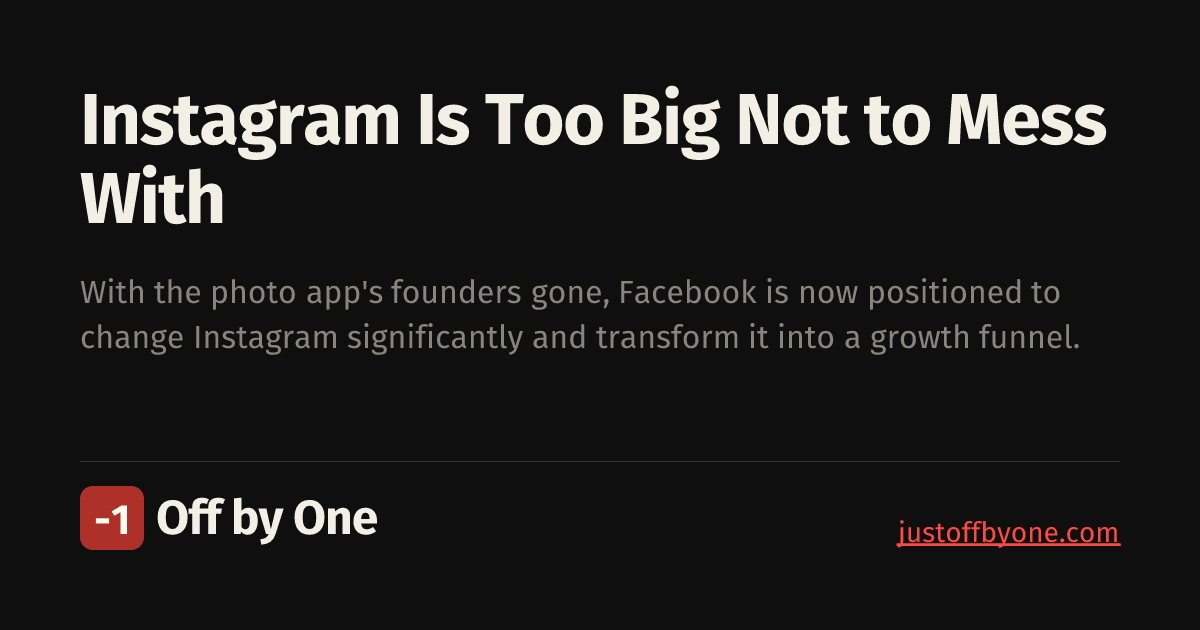 Instagram Is Too Big Not to Mess
With
With the photo app's founders gone, Facebook is now positioned to
change Instagram significantly and transform it into a growth funnel.
-1 Off by One
justoffbyone.com